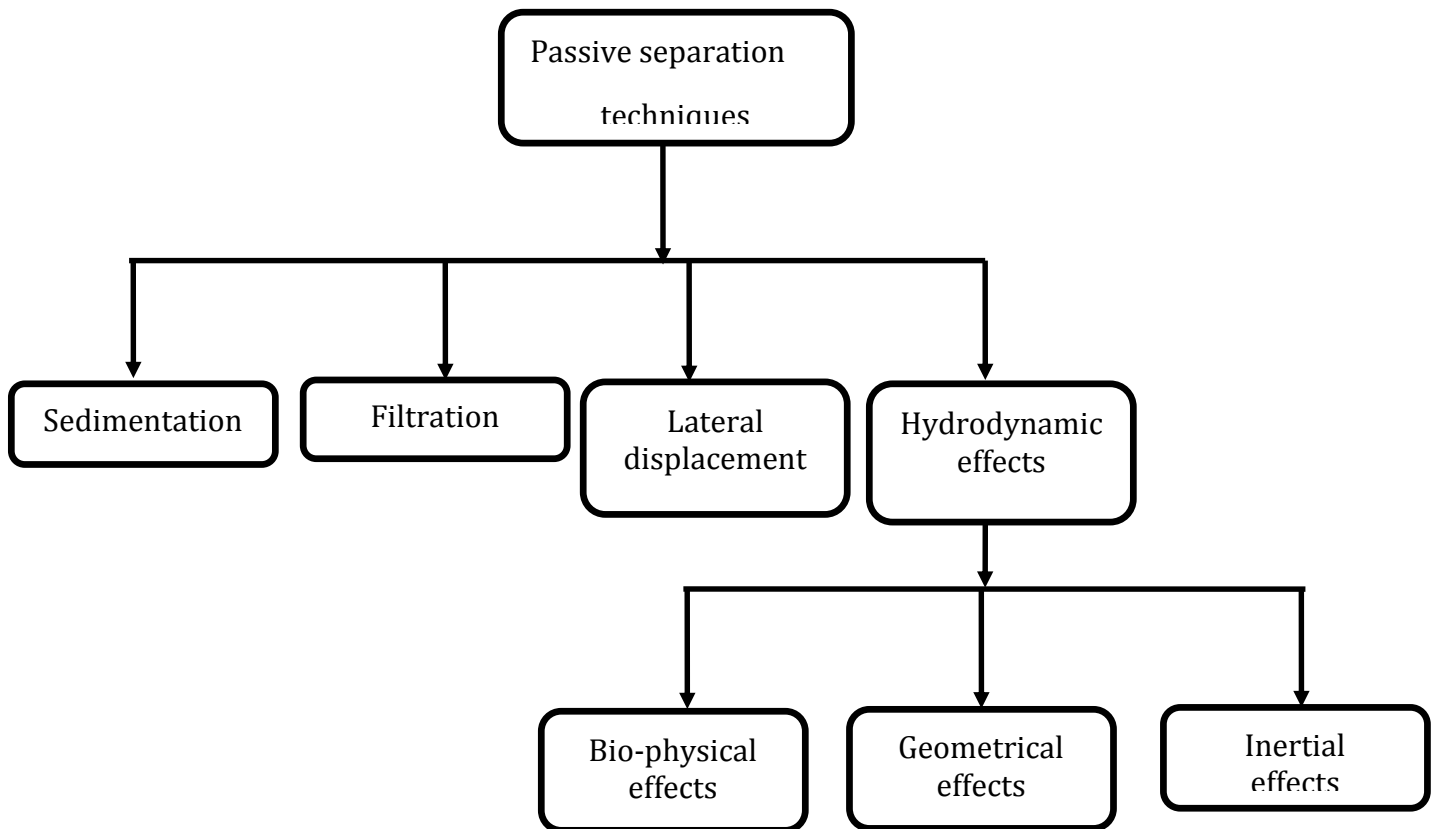 Passive separation
techniques
Sedimentation
Filtration
Lateral
displacement
Hydrodynamic
effects
Bio-physical
effects
Geometrical
effects
Inertial
effects